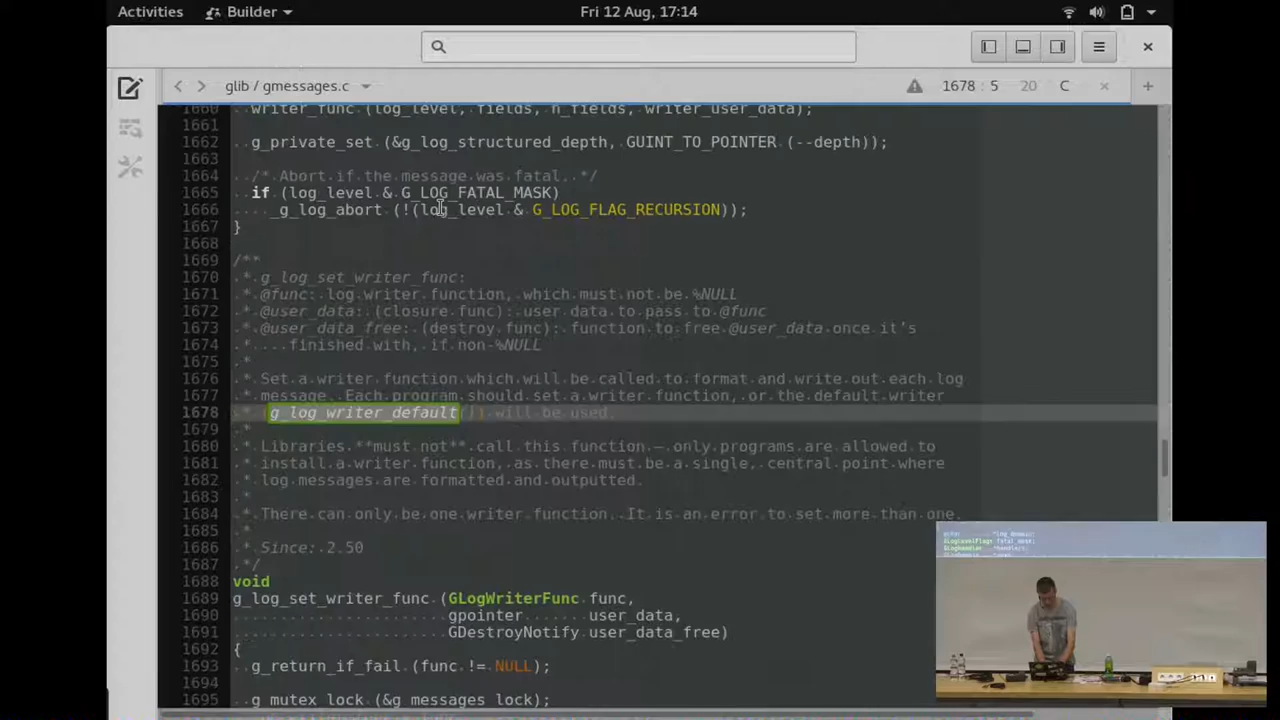 Activities Builder Fri 12 Aug, 17:14
glib / gmessages.c 1678 : 5 20 C
1660 writer_func (log_level, fields, n_fields, writer_user_data);
1661
1662 g_private_set (&g_log_structured_depth, GUINT_TO_POINTER (--depth));
1663
1664 /* Abort if the message was fatal. */
1665 if (log_level & G_LOG_FATAL_MASK)
1666 _g_log_abort (!(log_level & G_LOG_FLAG_RECURSION));
1667 }
1668
1669 /**
1670 * g_log_set_writer_func:
1671 * @func: log writer function, which must not be %NULL
1672 * @user_data: (closure func): user data to pass to @func
1673 * @user_data_free: (destroy func): function to free @user_data once it's
1674 * finished with, if non-%NULL
1675 *
1676 * Set a writer function which will be called to format and write out each log
1677 * message. Each program should set a writer function, or the default writer
1678 * (g_log_writer_default()) will be used.
1679 *
1680 * Libraries **must not** call this function — only programs are allowed to
1681 * install a writer function, as there must be a single, central point where
1682 * log messages are formatted and outputted.
1683 *
1684 * There can only be one writer function. It is an error to set more than one.
1685 *
1686 * Since: 2.50
1687 */
1688 void
1689 g_log_set_writer_func (GLogWriterFunc func,
1690 gpointer user_data,
1691 GDestroyNotify user_data_free)
1692 {
1693 g_return_if_fail (func != NULL);
1694
1695 g_mutex_lock (&g_messages_lock);